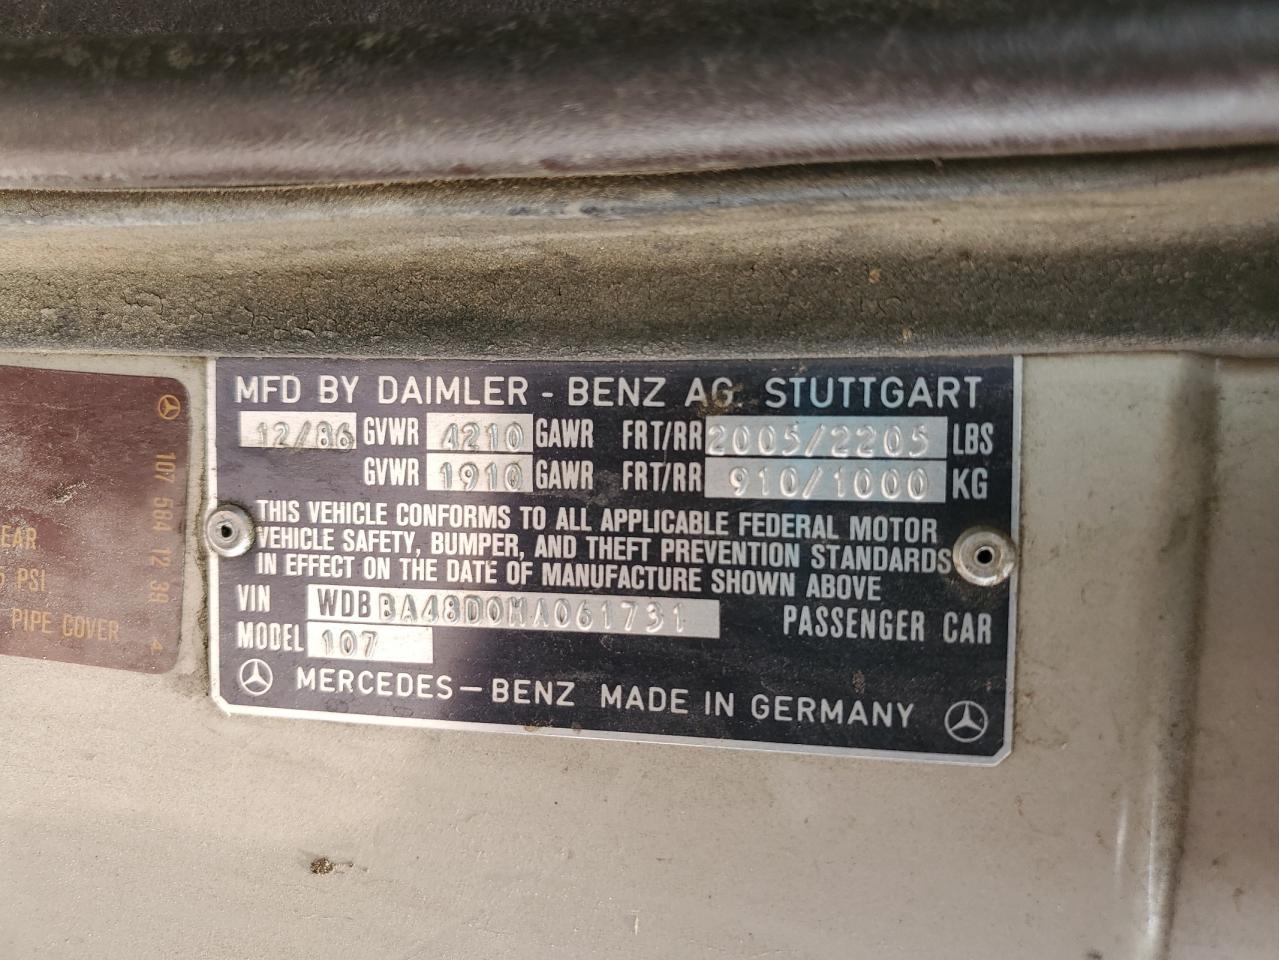 MFD BY DAIMLER - BENZ AG. STUTTGART
12/86 GVWR 4210 GAWR FRT/RR 2005/2205 LBS
GVWR 1910 GAWR FRT/RR 910/1000 KG
THIS VEHICLE CONFORMS TO ALL APPLICABLE FEDERAL MOTOR
VEHICLE SAFETY, BUMPER, AND THEFT PREVENTION STANDARDS
IN EFFECT ON THE DATE OF MANUFACTURE SHOWN ABOVE
VIN WDBBA48D0HA061731 PASSENGER CAR
MODEL 107
MERCEDES-BENZ MADE IN GERMANY
107 584 12 39 4
PSI
PIPE COVER